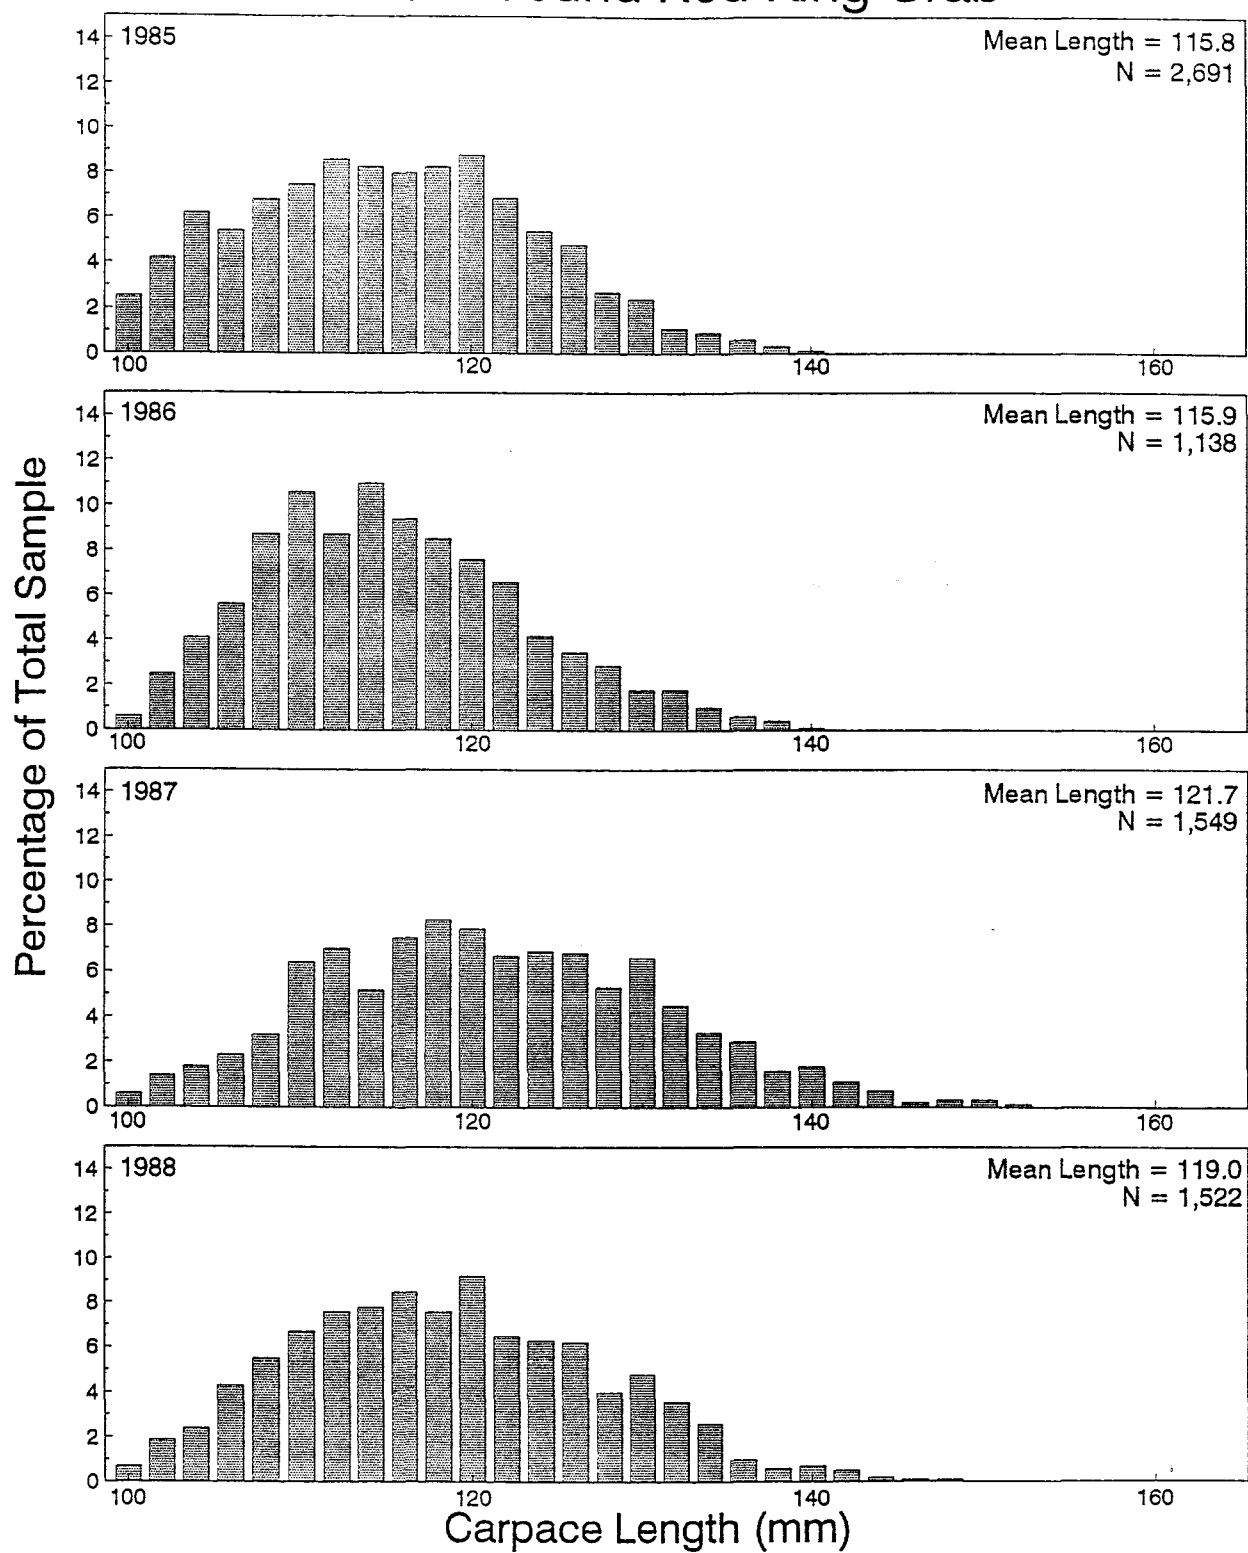 Red King Crab
14 1985 Mean Length = 115.8
12 N = 2,691
10
8
6
4
2
0
100 120 140 160
14 1986 Mean Length = 115.9
12 N = 1,138
10
8
6
4
2
0
100 120 140 160
Percentage of Total Sample
14 1987 Mean Length = 121.7
12 N = 1,549
10
8
6
4
2
0
100 120 140 160
14 1988 Mean Length = 119.0
12 N = 1,522
10
8
6
4
2
0
100 120 140 160
Carpace Length (mm)